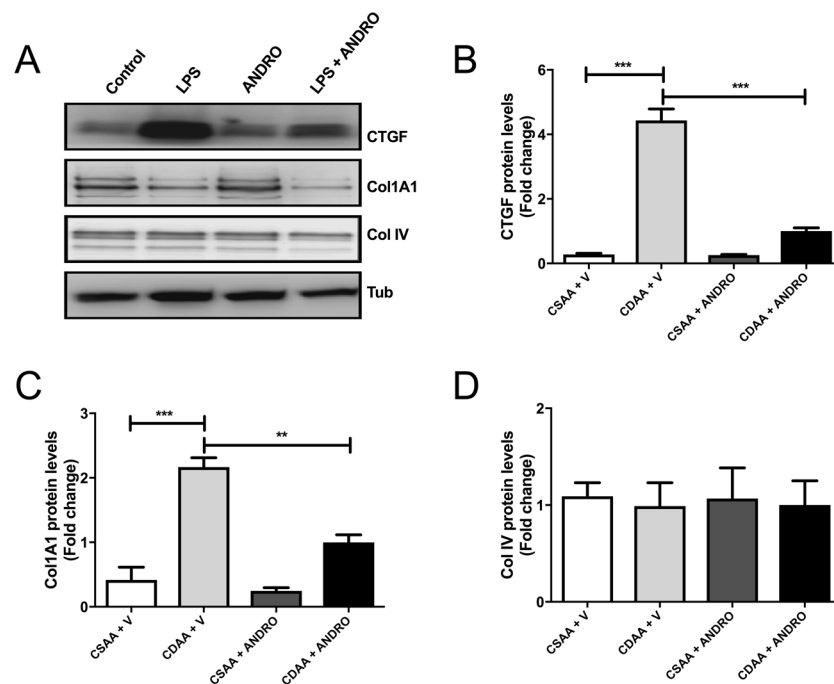 A
Control
LPS
ANDRO
LPS + ANDRO
CTGF
Col1A1
Col IV
Tub
B
CTGF protein levels
(Fold change)
6
4
2
0
***
***
CSAA + V
CDAA + V
CSAA + ANDRO
CDAA + ANDRO
C
Col1A1 protein levels
(Fold change)
3
2
1
0
***
**
CSAA + V
CDAA + V
CSAA + ANDRO
CDAA + ANDRO
D
Col IV protein levels
(Fold change)
2
1
0
CSAA + V
CDAA + V
CSAA + ANDRO
CDAA + ANDRO